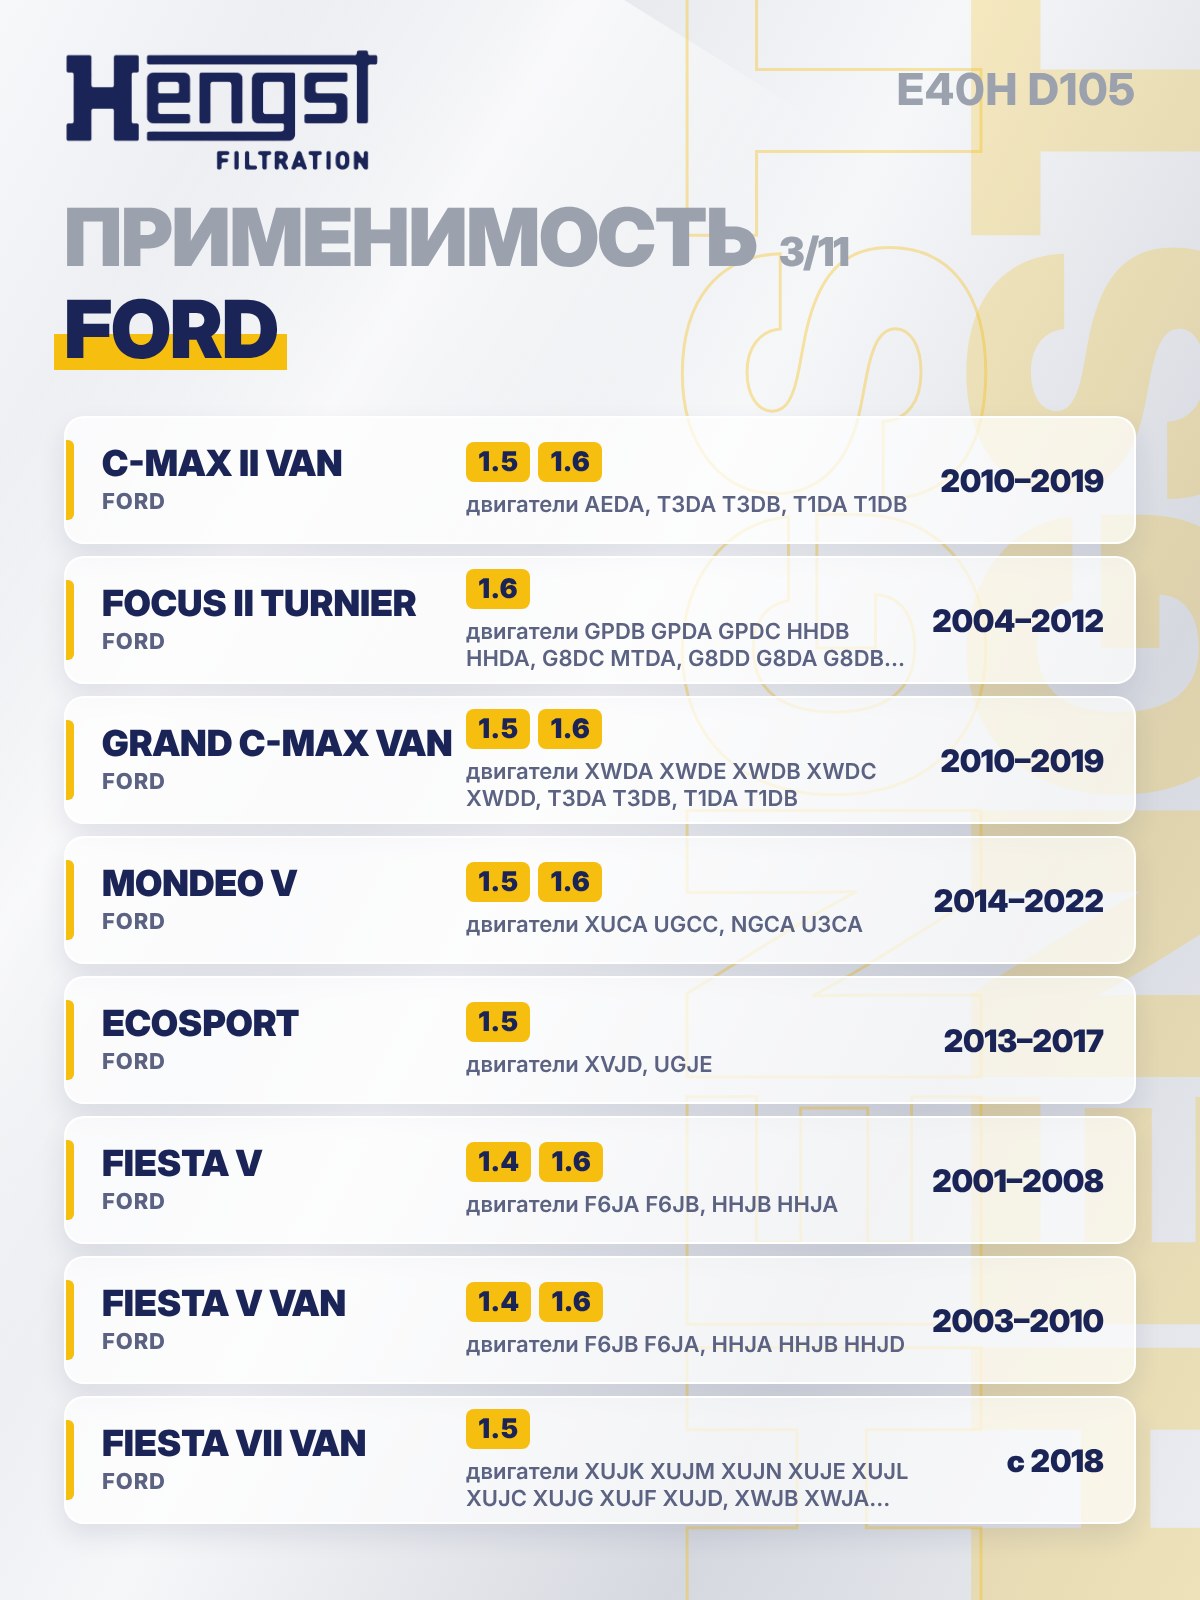 Hengst
FILTRATION
E40H D105
ПРИМЕНИМОСТЬ 3/11
FORD
C-MAX II VAN
FORD
1.5 1.6
двигатели AEDA, T3DA T3DB, T1DA T1DB
2010–2019
FOCUS II TURNIER
FORD
1.6
двигатели GPDB GPDA GPDC HHDB
HHDA, G8DC MTDA, G8DD G8DA G8DB...
2004–2012
GRAND C-MAX VAN
FORD
1.5 1.6
двигатели XWDA XWDE XWDB XWDC
XWDD, T3DA T3DB, T1DA T1DB
2010–2019
MONDEO V
FORD
1.5 1.6
двигатели XUCA UGCC, NGCA U3CA
2014–2022
ECOSPORT
FORD
1.5
двигатели XVJD, UGJE
2013–2017
FIESTA V
FORD
1.4 1.6
двигатели F6JA F6JB, HHJB HHJA
2001–2008
FIESTA V VAN
FORD
1.4 1.6
двигатели F6JB F6JA, HHJA HHJB HHJD
2003–2010
FIESTA VII VAN
FORD
1.5
двигатели XUJK XUJM XUJN XUJE XUJL
XUJC XUJG XUJF XUJD, XWJB XWJA...
с 2018
HENGST
HENGST